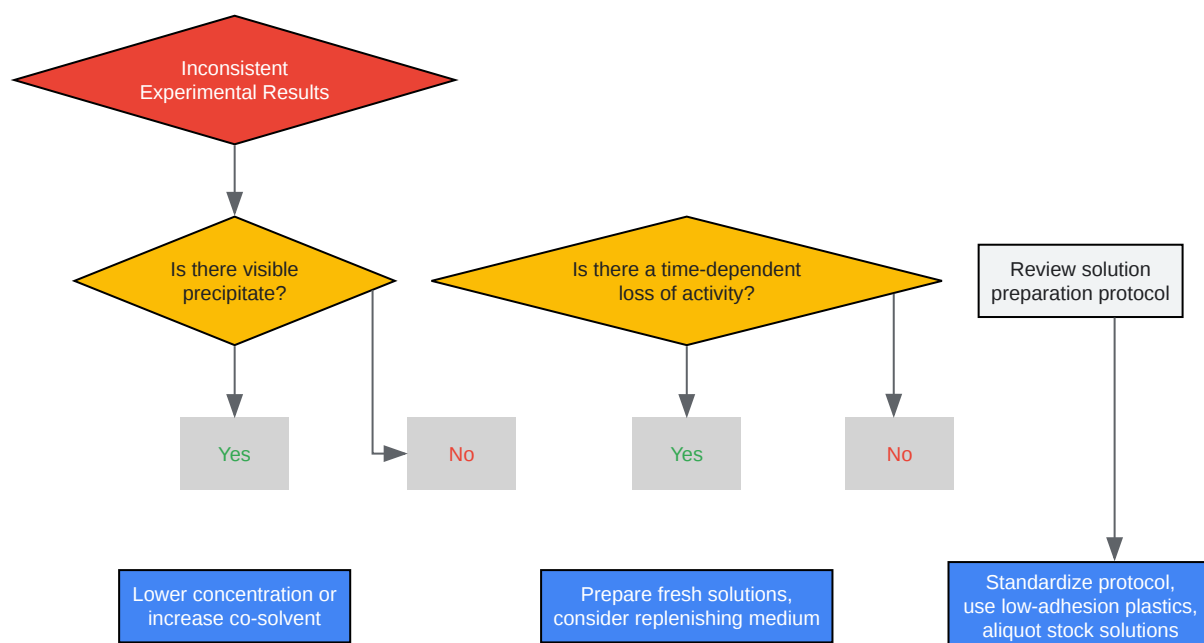 Inconsistent
Experimental Results
Is there visible
precipitate?
Is there a time-dependent
loss of activity?
Review solution
preparation protocol
Yes
No
Yes
No
Lower concentration or
increase co-solvent
Prepare fresh solutions,
consider replenishing medium
Standardize protocol,
use low-adhesion plastics,
aliquot stock solutions